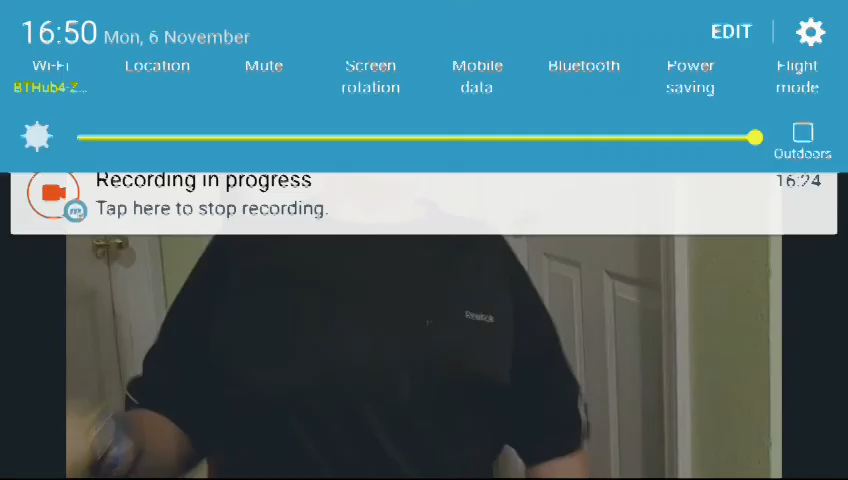 16:50 Mon, 6 November EDIT
Wi-Fi Location Mute Screen rotation Mobile data Bluetooth Power saving Flight mode
BTHub4-Z...
Outdoors
Recording in progress 16:24
Tap here to stop recording.
Reebok